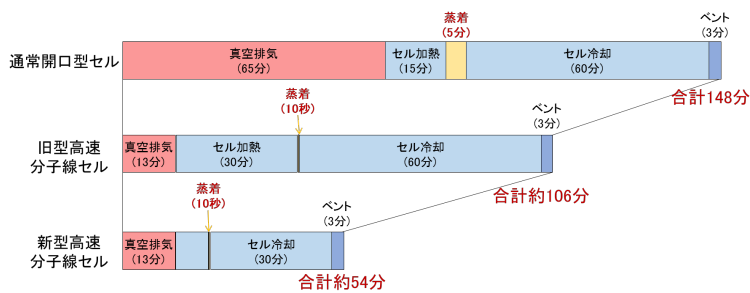 蒸着
(5分)
ベント
(3分)
通常開口型セル
真空排気
(65分)
セル加熱
(15分)
セル冷却
(60分)
合計148分
蒸着
(10秒)
ベント
(3分)
旧型高速
分子線セル
真空排気
(13分)
セル加熱
(30分)
セル冷却
(60分)
合計約106分
蒸着
(10秒)
ベント
(3分)
新型高速
分子線セル
真空排気
(13分)
セル冷却
(30分)
合計約54分